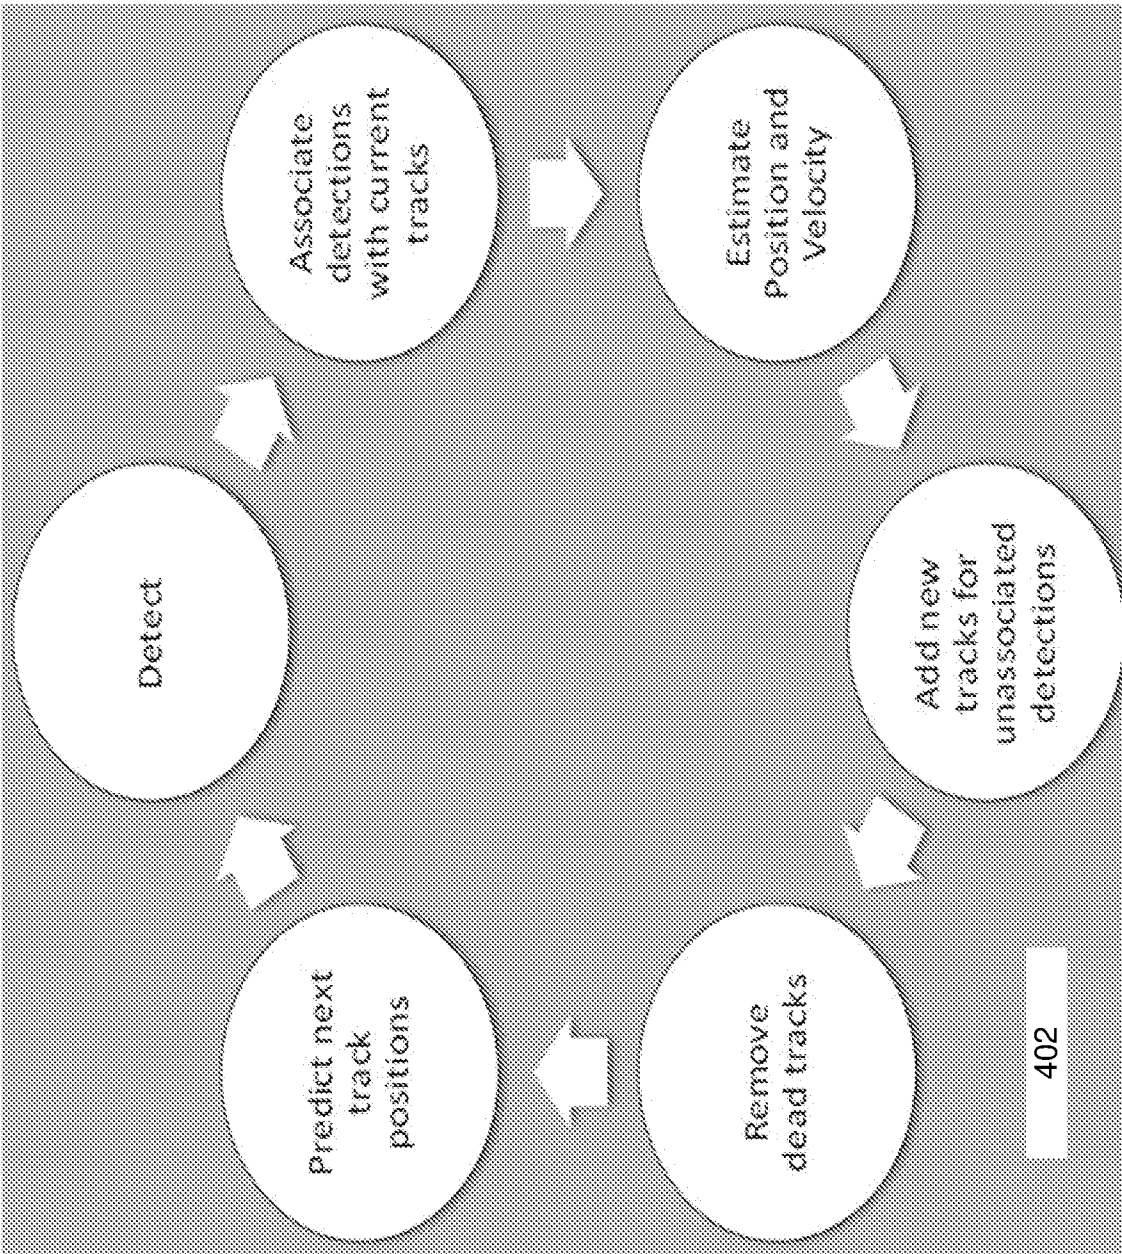 Detect
Associate
detections
with current
tracks
Estimate
Position and
Velocity
Add new
tracks for
unassociated
detections
Remove
dead tracks
Predict next
track
positions
402